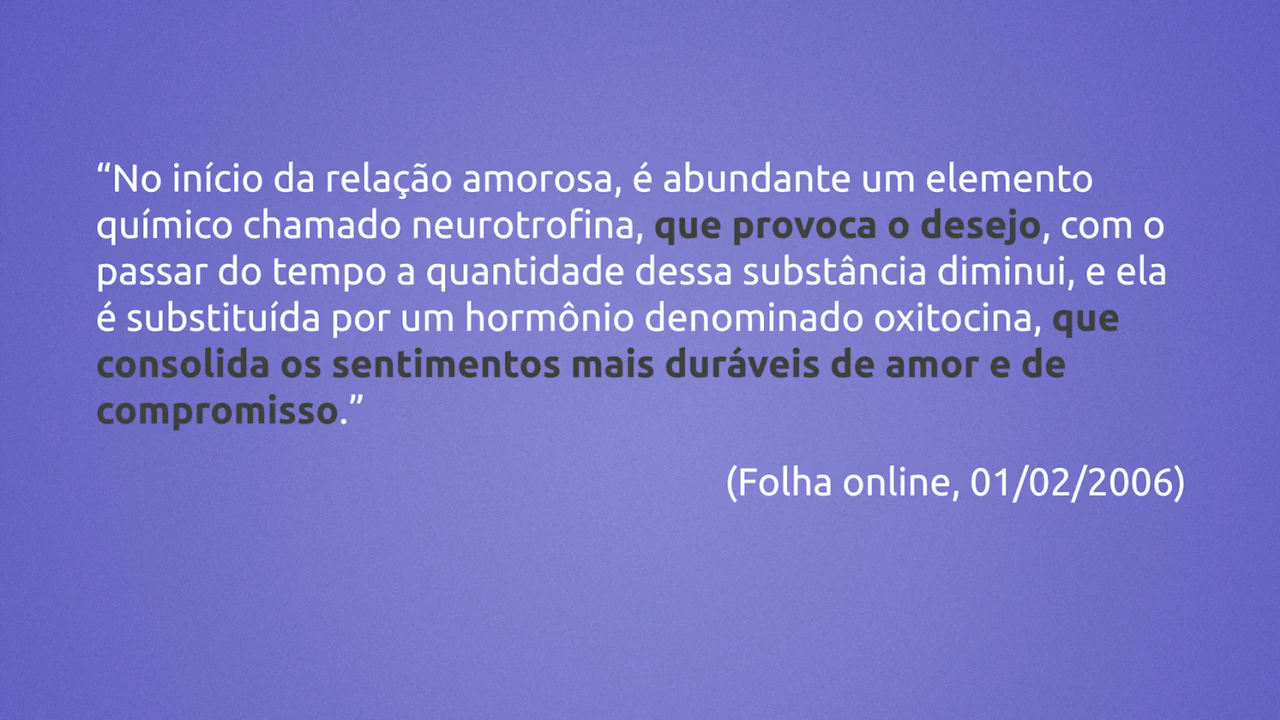 “No início da relação amorosa, é abundante um elemento
químico chamado neurotrofina, que provoca o desejo, com o
passar do tempo a quantidade dessa substância diminui, e ela
é substituída por um hormônio denominado oxitocina, que
consolida os sentimentos mais duráveis de amor e de
compromisso.”
(Folha online, 01/02/2006)